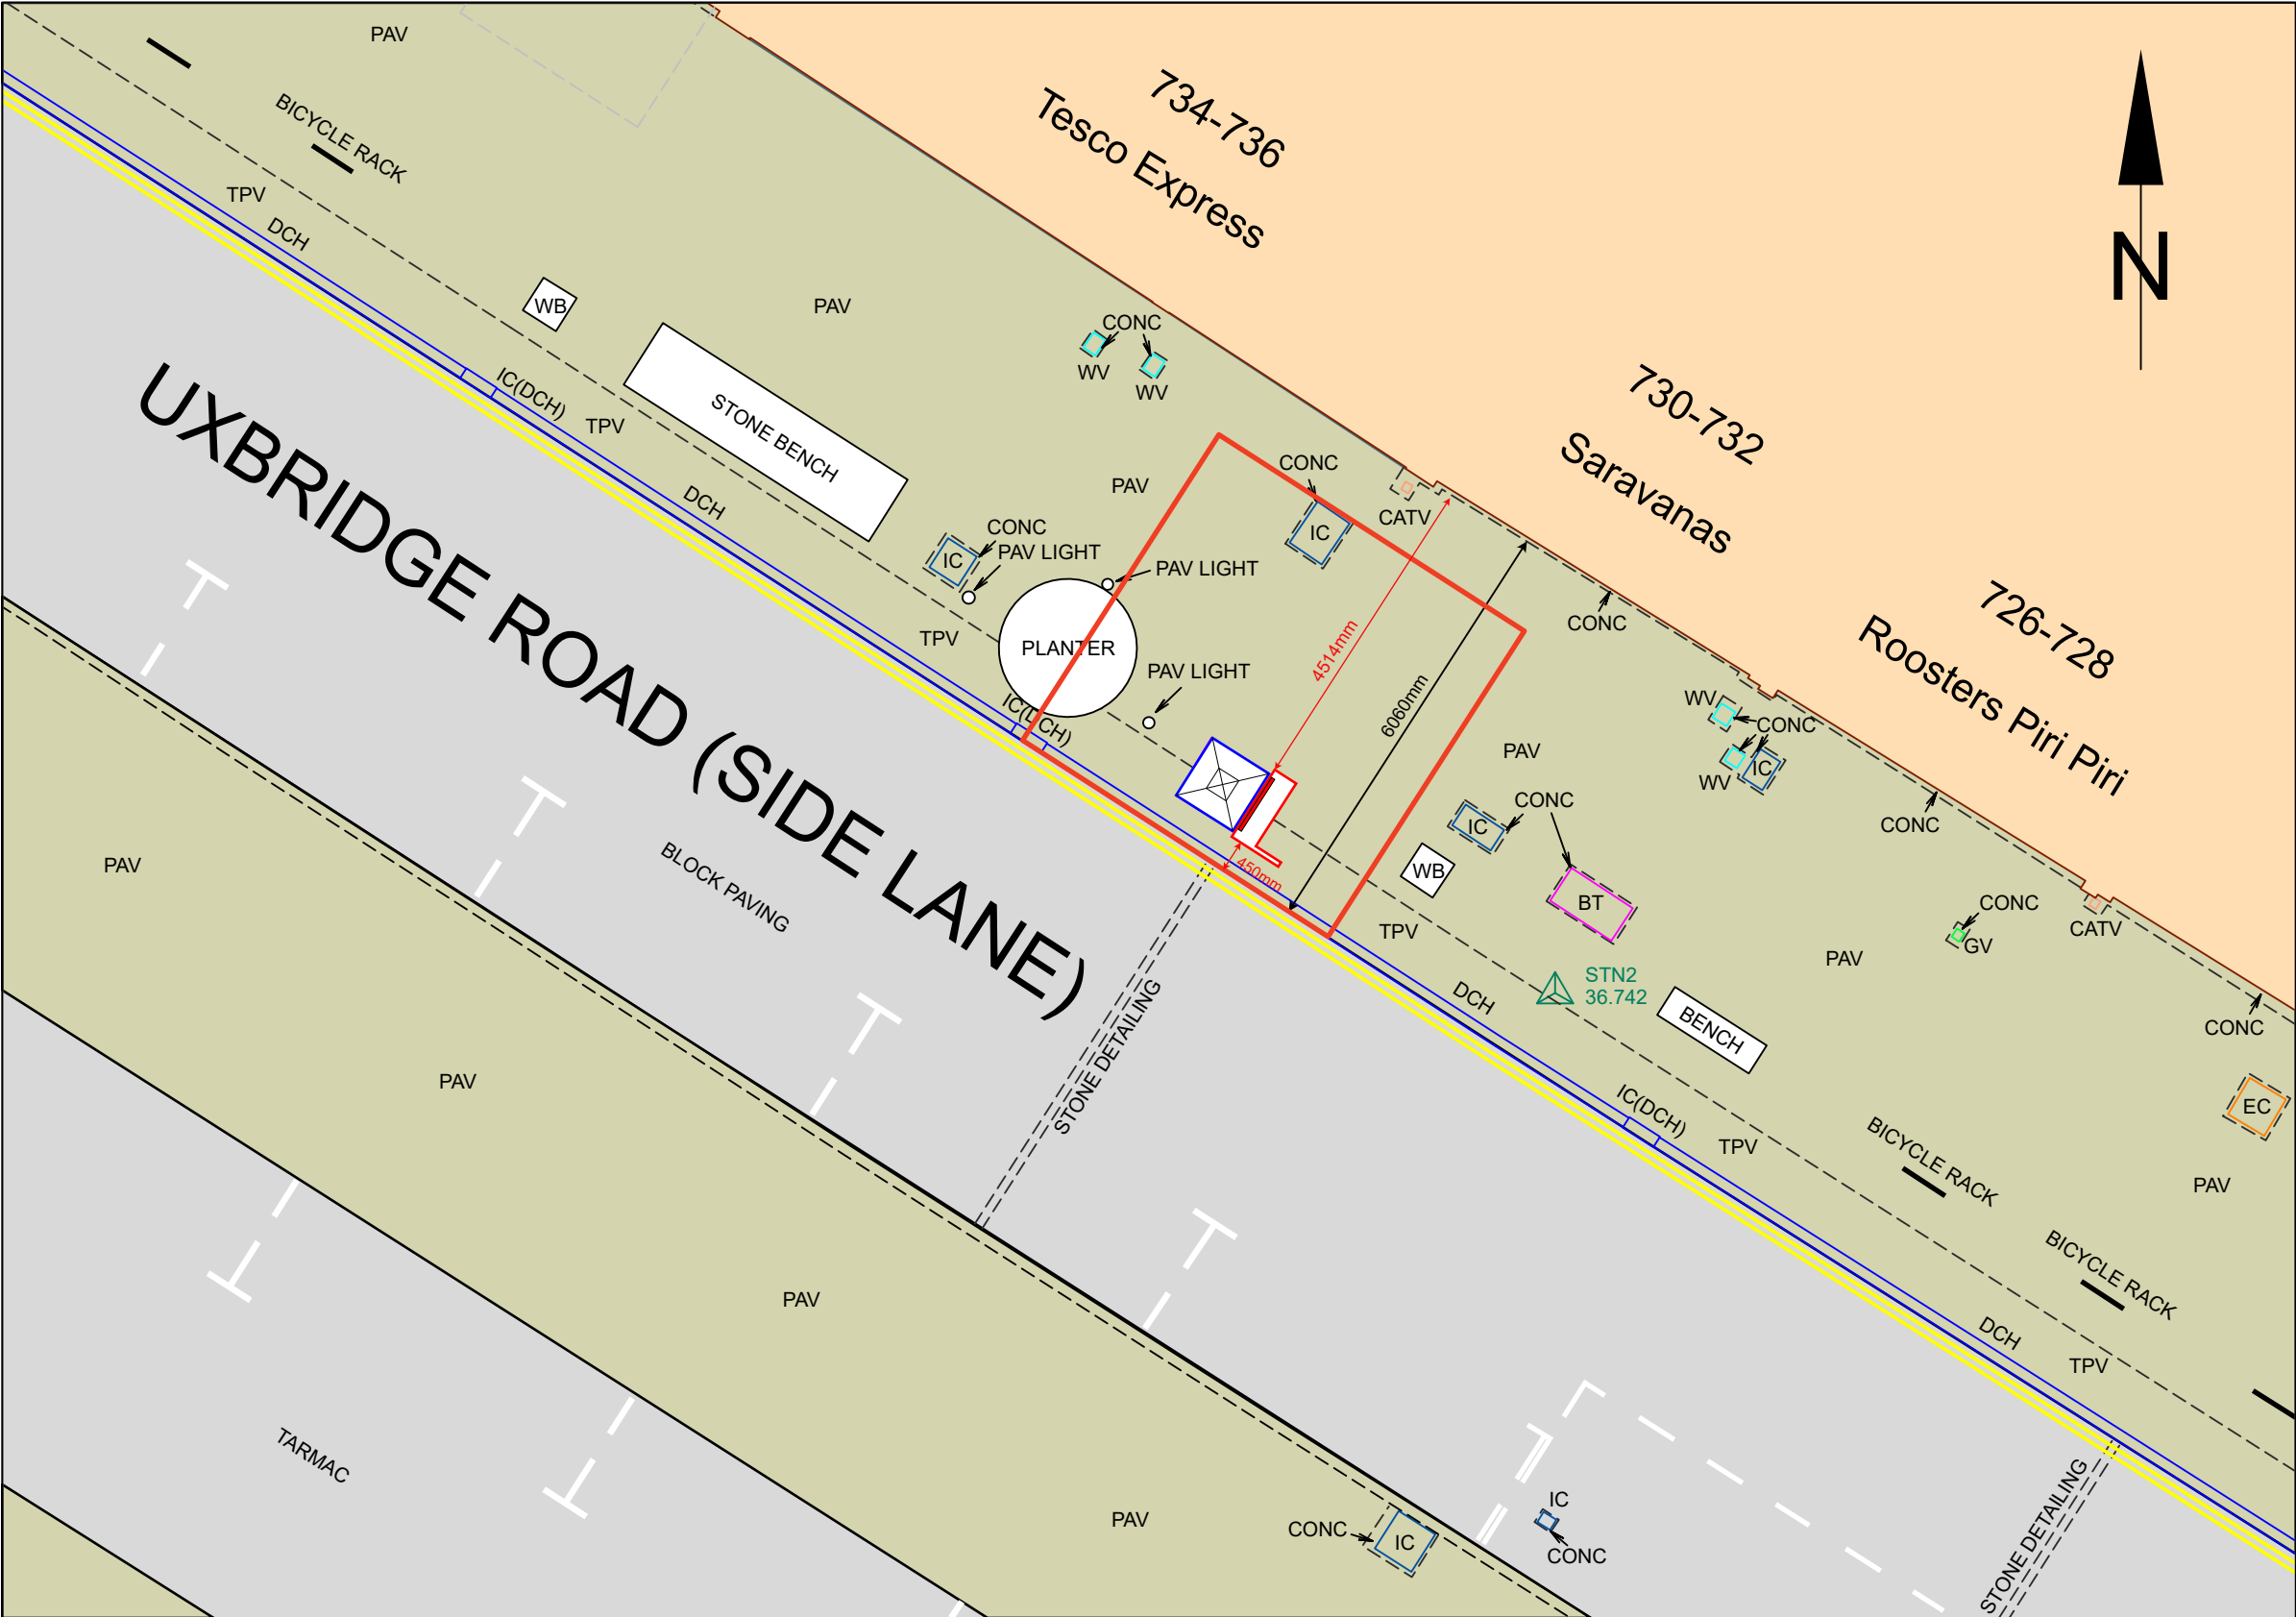 PAV
734-736
Tesco Express
BICYCLE RACK
TPV
DCH
N
WB
PAV
CONC
WV
WV
IC(DCH)
TPV
STONE BENCH
730-732
Saravanas
UXBRIDGE ROAD (SIDE LANE)
DCH
PAV
CONC
IC
CATV
CONC
IC
PAV LIGHT
PAV LIGHT
TPV
PLANTER
PAV LIGHT
IC(DCH)
4514mm
6060mm
450mm
CONC
726-728
Roosters Piri Piri
WV
CONC
WV
IC
PAV
CONC
IC
WB
BT
CONC
TPV
CONC
GV
CATV
PAV
STN2
36.742
DCH
BENCH
CONC
PAV
BLOCK PAVING
STONE DETAILING
PAV
IC(DCH)
TPV
BICYCLE RACK
EC
PAV
BICYCLE RACK
DCH
TPV
PAV
TARMAC
PAV
CONC
IC
IC
CONC
STONE DETAILING